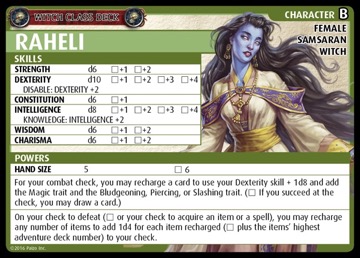 WITCH CLASS DECK
CHARACTER B
RAHELI
FEMALE
SAMSARAN
WITCH
SKILLS
STRENGTH d6 ☐+1 ☐+2
DEXTERITY d10 ☐+1 ☐+2 ☐+3 ☐+4
DISABLE: DEXTERITY +2
CONSTITUTION d6 ☐+1
INTELLIGENCE d8 ☐+1 ☐+2 ☐+3 ☐+4
KNOWLEDGE: INTELLIGENCE +2
WISDOM d6 ☐+1 ☐+2
CHARISMA d6 ☐+1 ☐+2
POWERS
HAND SIZE 5 ☐ 6
For your combat check, you may recharge a card to use your Dexterity skill + 1d8 and add
the Magic trait and the Bludgeoning, Piercing, or Slashing trait. (☐ If you succeed at the
check, you may draw a card.)
On your check to defeat (☐ or your check to acquire an item or a spell), you may recharge
any number of items to add 1d4 for each item recharged (☐ plus the items' highest
adventure deck number) to your check.
©2016 Paizo Inc.